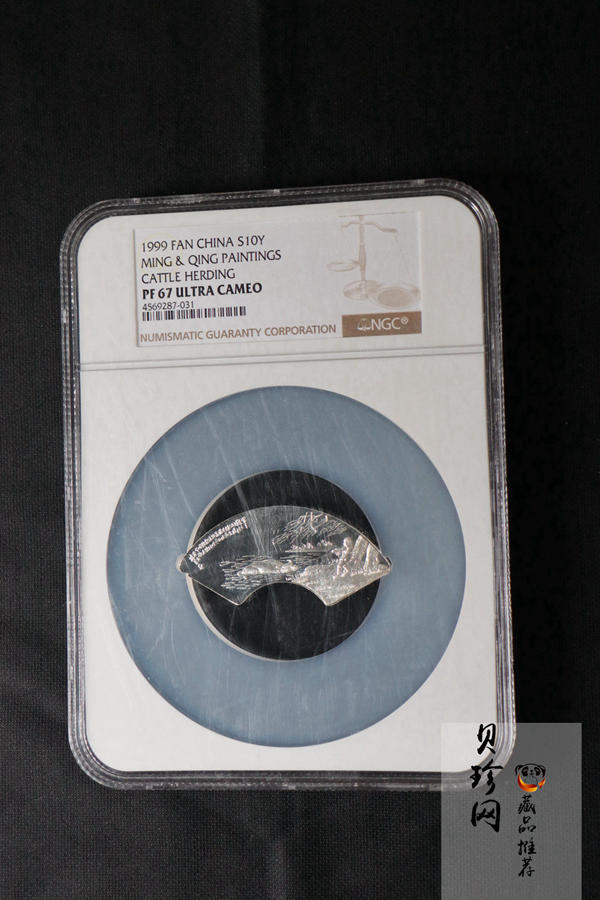 1999 FAN CHINA S10Y
MING & QING PAINTINGS
CATTLE HERDING
PF 67 ULTRA CAMEO
4569287-031
NUMISMATIC GUARANTY CORPORATION
NGC®
贝珍网
藏品推荐